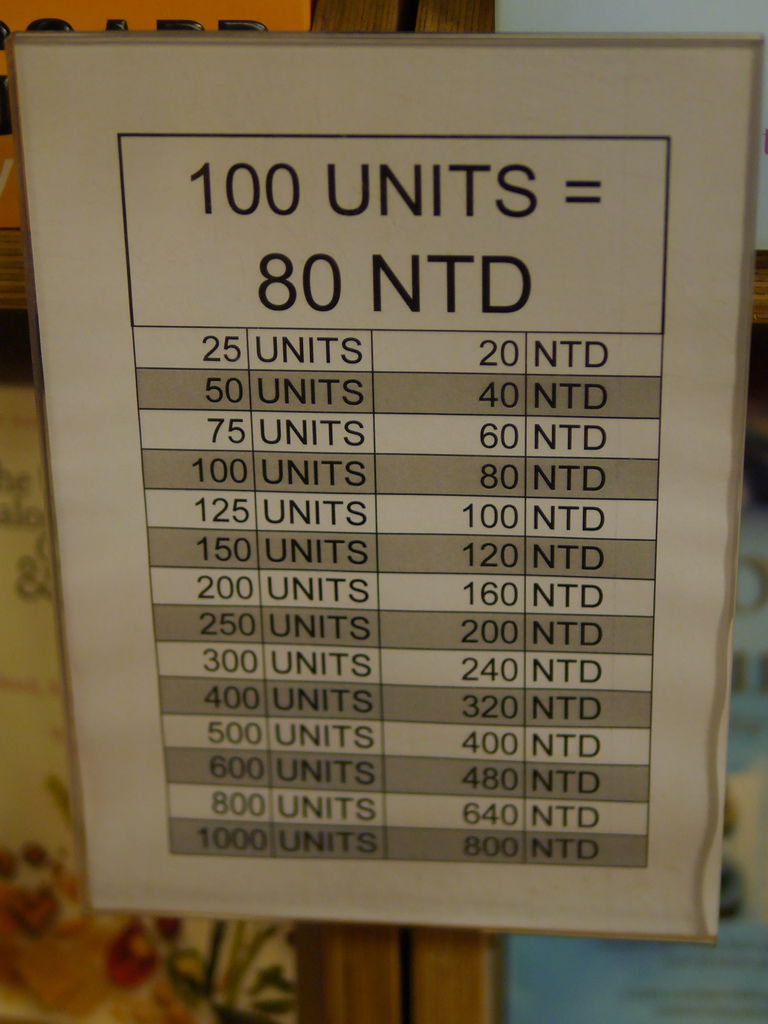 CARD
100 UNITS =
80 NTD
25 UNITS 20 NTD
50 UNITS 40 NTD
75 UNITS 60 NTD
100 UNITS 80 NTD
125 UNITS 100 NTD
150 UNITS 120 NTD
200 UNITS 160 NTD
250 UNITS 200 NTD
300 UNITS 240 NTD
400 UNITS 320 NTD
500 UNITS 400 NTD
600 UNITS 480 NTD
800 UNITS 640 NTD
1000 UNITS 800 NTD
&